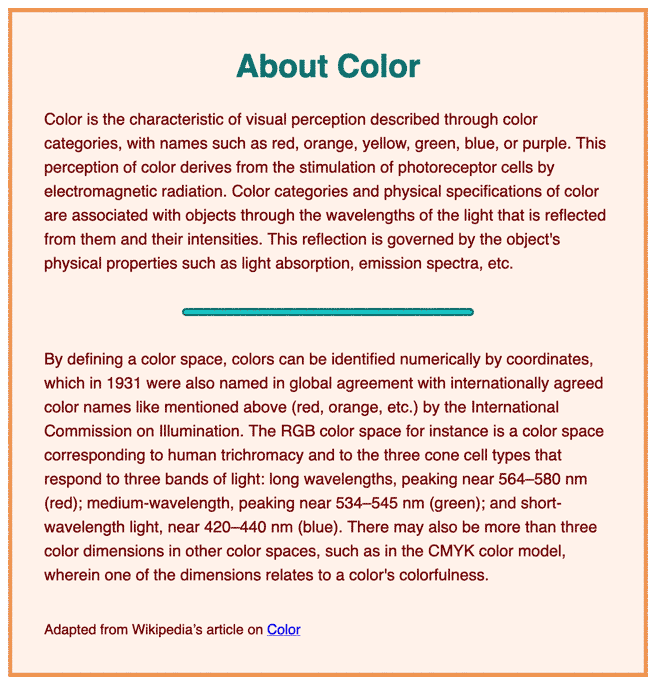 About Color
Color is the characteristic of visual perception described through color
categories, with names such as red, orange, yellow, green, blue, or purple. This
perception of color derives from the stimulation of photoreceptor cells by
electromagnetic radiation. Color categories and physical specifications of color
are associated with objects through the wavelengths of the light that is reflected
from them and their intensities. This reflection is governed by the object's
physical properties such as light absorption, emission spectra, etc.
By defining a color space, colors can be identified numerically by coordinates,
which in 1931 were also named in global agreement with internationally agreed
color names like mentioned above (red, orange, etc.) by the International
Commission on Illumination. The RGB color space for instance is a color space
corresponding to human trichromacy and to the three cone cell types that
respond to three bands of light: long wavelengths, peaking near 564–580 nm
(red); medium-wavelength, peaking near 534–545 nm (green); and short-
wavelength light, near 420–440 nm (blue). There may also be more than three
color dimensions in other color spaces, such as in the CMYK color model,
wherein one of the dimensions relates to a color's colorfulness.
Adapted from Wikipedia’s article on Color